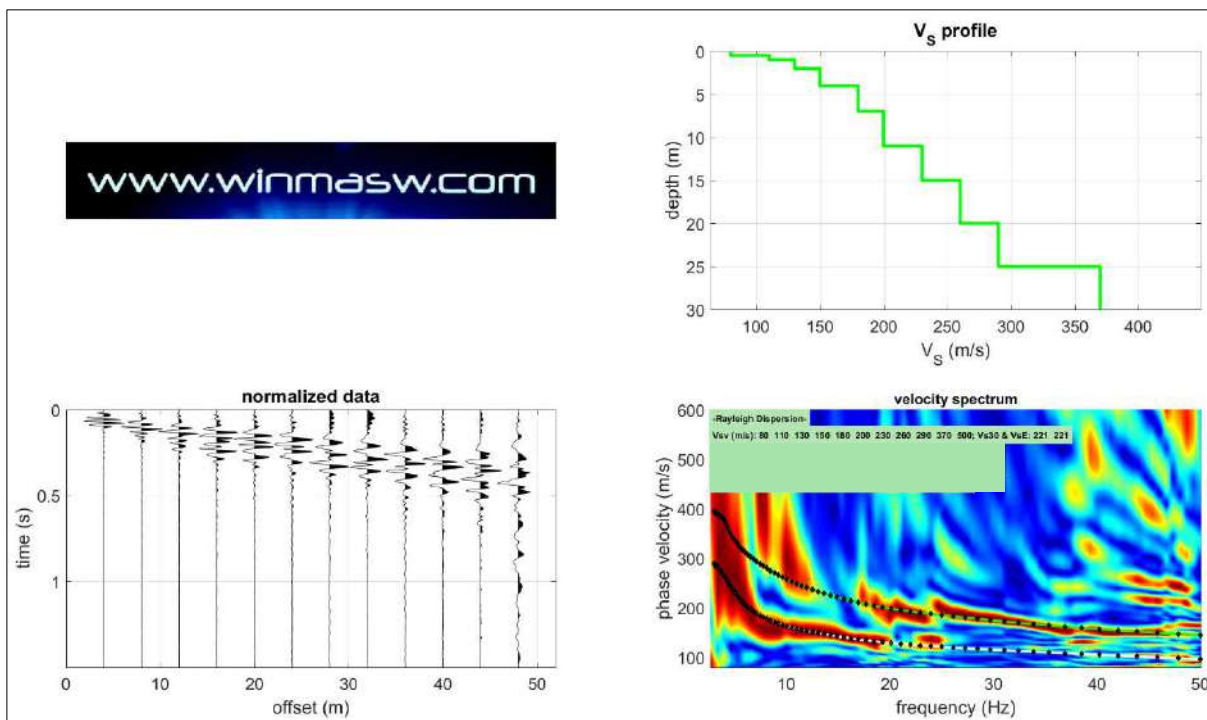 www.winmasw.com
V_S profile
0
5
10
15
20
25
30
depth (m)
100 150 200 250 300 350 400
V_S (m/s)
normalized data
0
0.5
1
time (s)
0 10 20 30 40 50
offset (m)
velocity spectrum
-Rayleigh Dispersion-
Vsv (m/s): 80 110 130 150 180 200 230 260 290 370 500; Vs30 & VsE: 221 221
600
500
400
300
200
100
phase velocity (m/s)
10 20 30 40 50
frequency (Hz)